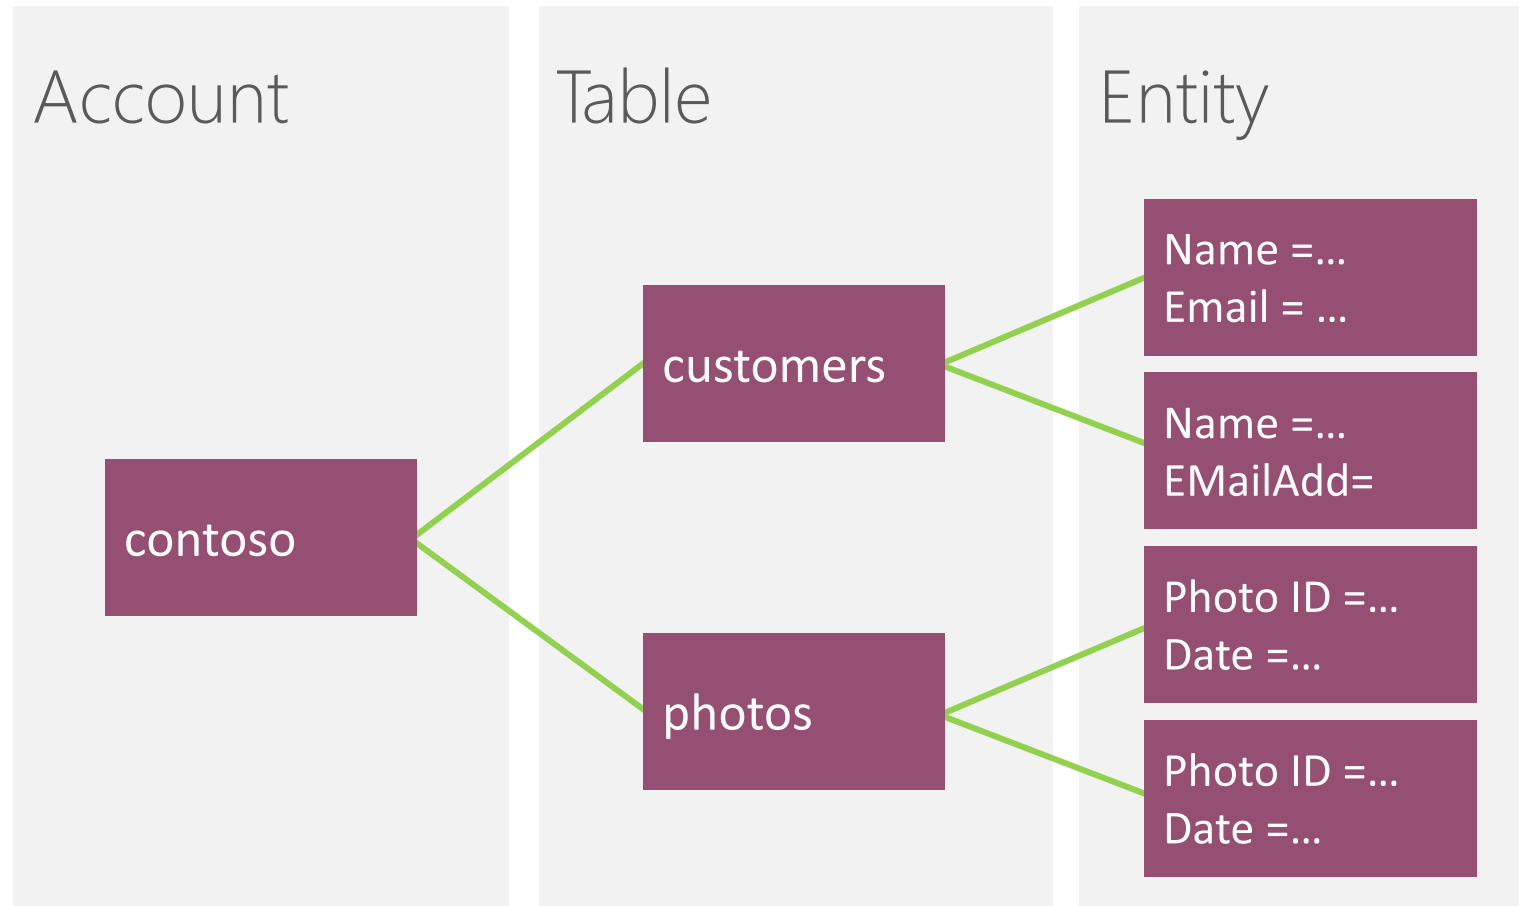 Account
Table
Entity
contoso
customers
photos
Name =...
Email = ...
Name =...
EMailAdd=
Photo ID =...
Date =...
Photo ID =...
Date =...